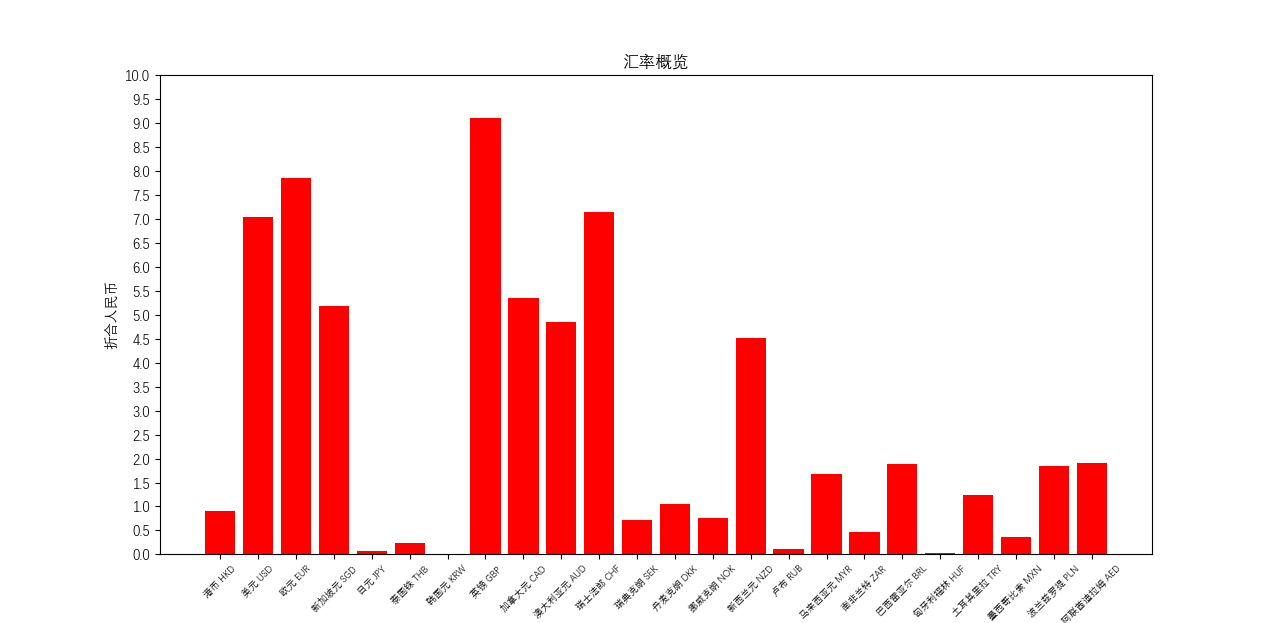 汇率概览
折合人民币
10.0
9.5
9.0
8.5
8.0
7.5
7.0
6.5
6.0
5.5
5.0
4.5
4.0
3.5
3.0
2.5
2.0
1.5
1.0
0.5
0.0
港币 HKD
美元 USD
欧元 EUR
新加坡元 SGD
日元 JPY
泰国铢 THB
韩国元 KRW
英镑 GBP
加拿大元 CAD
澳大利亚元 AUD
瑞士法郎 CHF
瑞典克朗 SEK
丹麦克朗 DKK
挪威克朗 NOK
新西兰元 NZD
卢布 RUB
马来西亚元 MYR
南非兰特 ZAR
巴西雷亚尔 BRL
匈牙利福林 HUF
土耳其里拉 TRY
墨西哥比索 MXN
波兰兹罗提 PLN
阿联酋迪拉姆 AED